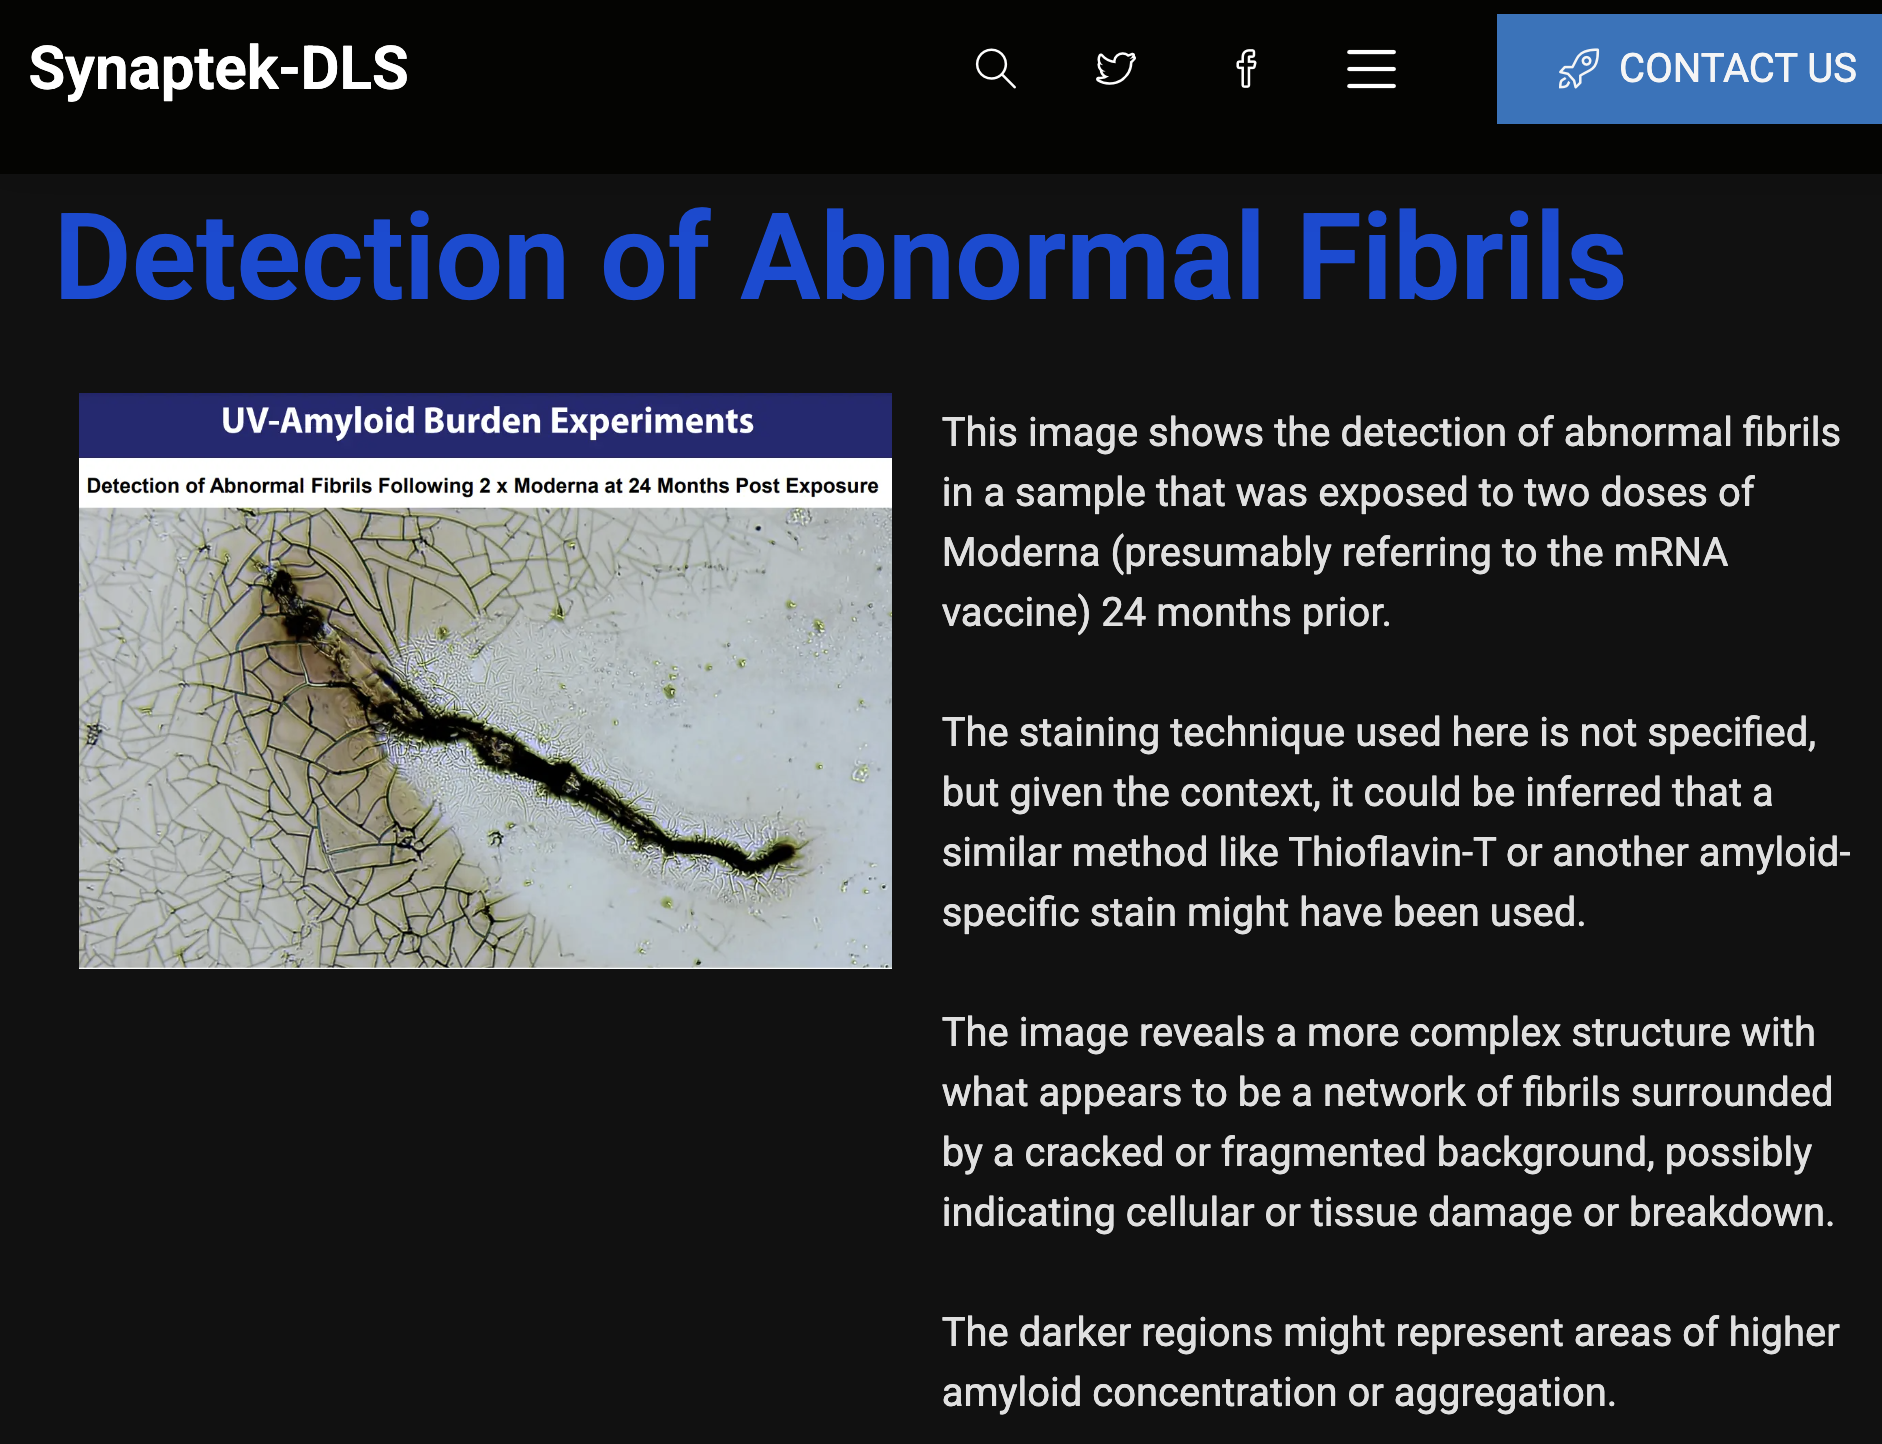 Synaptek-DLS
CONTACT US
Detection of Abnormal Fibrils
UV-Amyloid Burden Experiments
Detection of Abnormal Fibrils Following 2 x Moderna at 24 Months Post Exposure
This image shows the detection of abnormal fibrils
in a sample that was exposed to two doses of
Moderna (presumably referring to the mRNA
vaccine) 24 months prior.
The staining technique used here is not specified,
but given the context, it could be inferred that a
similar method like Thioflavin-T or another amyloid-
specific stain might have been used.
The image reveals a more complex structure with
what appears to be a network of fibrils surrounded
by a cracked or fragmented background, possibly
indicating cellular or tissue damage or breakdown.
The darker regions might represent areas of higher
amyloid concentration or aggregation.